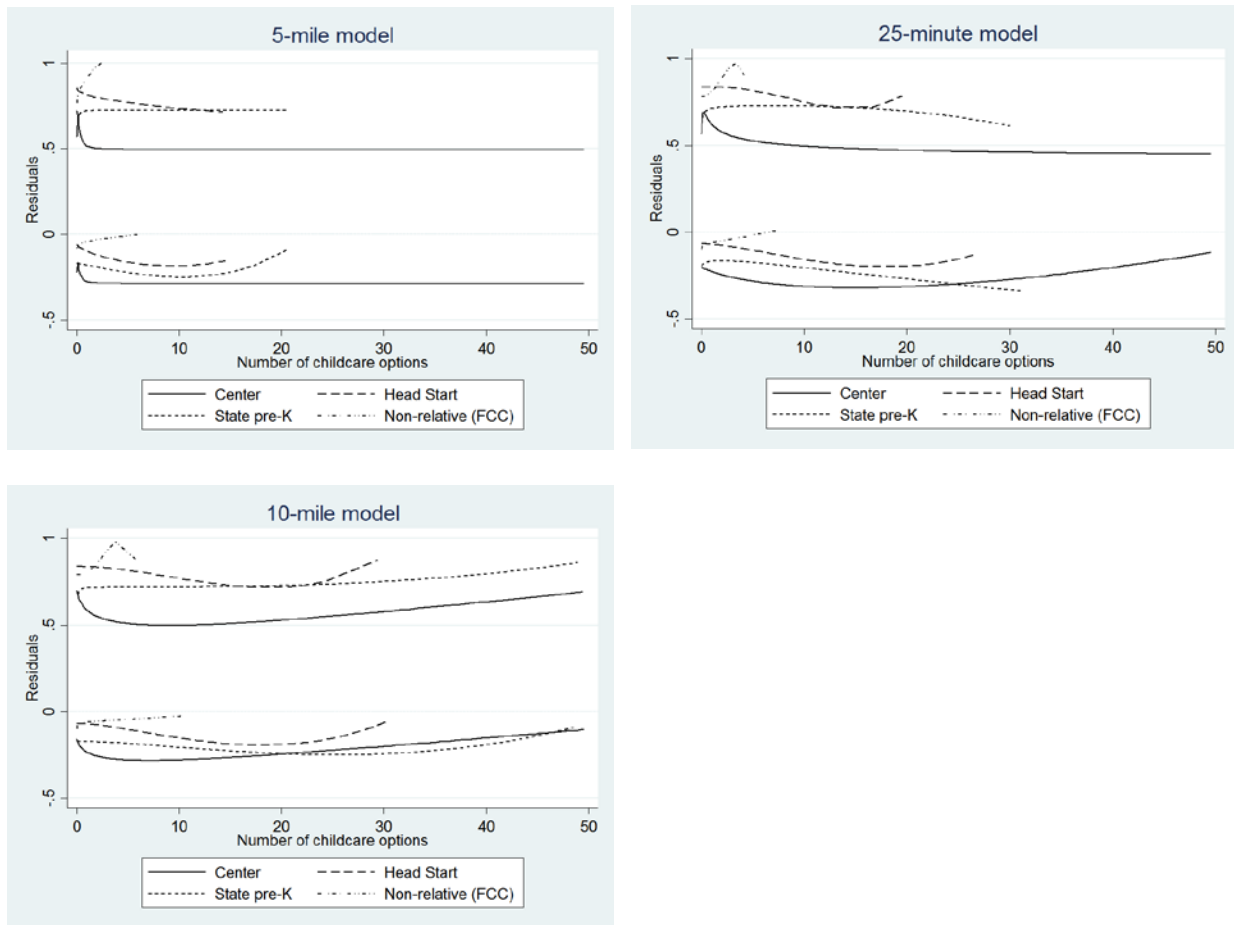 5-mile model
1
.5
0
-.5
Residuals
0 10 20 30 40 50
Number of childcare options
Center Head Start
State pre-K Non-relative (FCC)
25-minute model
1
.5
0
-.5
Residuals
0 10 20 30 40 50
Number of childcare options
Center Head Start
State pre-K Non-relative (FCC)
10-mile model
1
.5
0
-.5
Residuals
0 10 20 30 40 50
Number of childcare options
Center Head Start
State pre-K Non-relative (FCC)